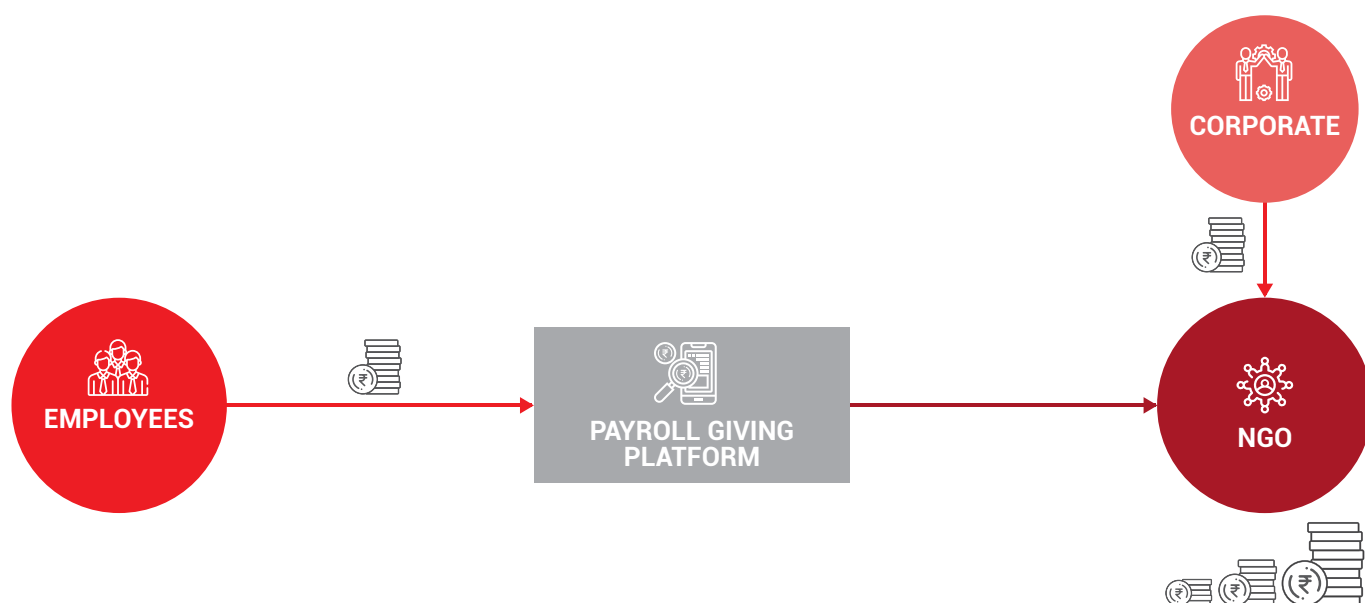 CORPORATE
₹
EMPLOYEES
₹
₹
₹
PAYROLL GIVING
PLATFORM
NGO
₹
₹
₹